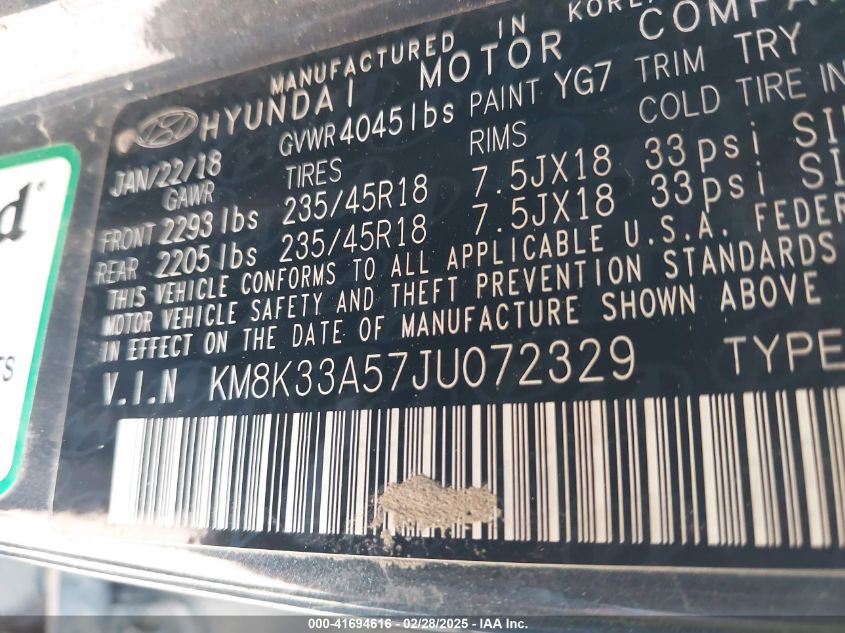 MANUFACTURED IN KOREA
HYUNDAI MOTOR COMPA
JAN/22/18 GVWR 4045 lbs PAINT YG7 TRIM TRY
GAWR TIRES RIMS COLD TIRE IN
FRONT 2293 lbs 235/45R18 7.5JX18 33psi SI
REAR 2205 lbs 235/45R18 7.5JX18 33psi SI
THIS VEHICLE CONFORMS TO ALL APPLICABLE U.S.A. FEDER
MOTOR VEHICLE SAFETY AND THEFT PREVENTION STANDARDS
IN EFFECT ON THE DATE OF MANUFACTURE SHOWN ABOVE
V.I.N KM8K33A57JU072329 TYPE
d®
TS
000-41694616 - 02/28/2025 - IAA Inc.